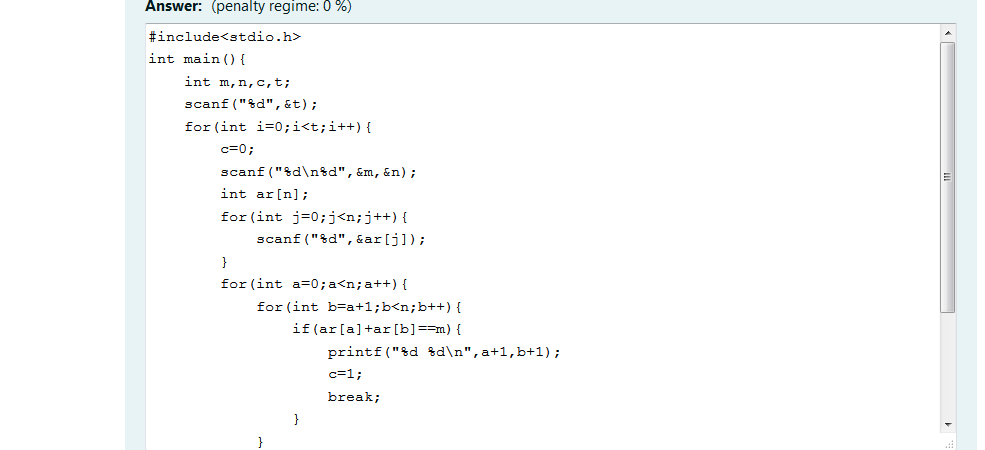 Answer: (penalty regime: 0 %)
#include<stdio.h>
int main(){
    int m,n,c,t;
    scanf("%d",&t);
    for(int i=0;i<t;i++){
        c=0;
        scanf("%d\n%d",&m,&n);
        int ar[n];
        for(int j=0;j<n;j++){
            scanf("%d",&ar[j]);
        }
        for(int a=0;a<n;a++){
            for(int b=a+1;b<n;b++){
                if(ar[a]+ar[b]==m){
                    printf("%d %d\n",a+1,b+1);
                    c=1;
                    break;
                }
            }